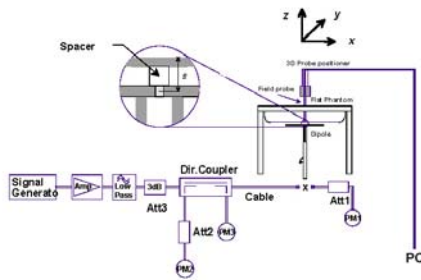 z
y
x
Spacer
s
3D Probe positioner
Field probe
Flat Phantom
Dipole
Signal
Generato
Amp
Low
Pass
3dB
Att3
Dir.Coupler
Cable
x
Att1
PM1
Att2
PM3
PM2
PC